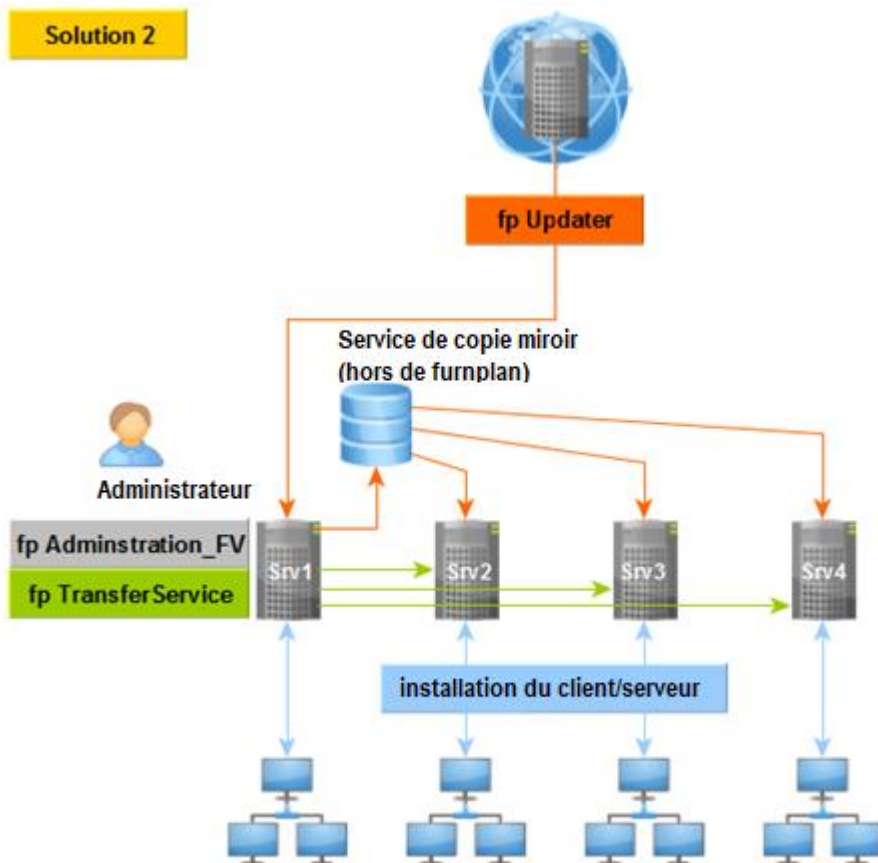 Solution 2
fp Updater
Service de copie miroir
(hors de furnplan)
Administrateur
fp Adminstration_FV
fp TransferService
Srv1
Srv2
Srv3
Srv4
installation du client/serveur